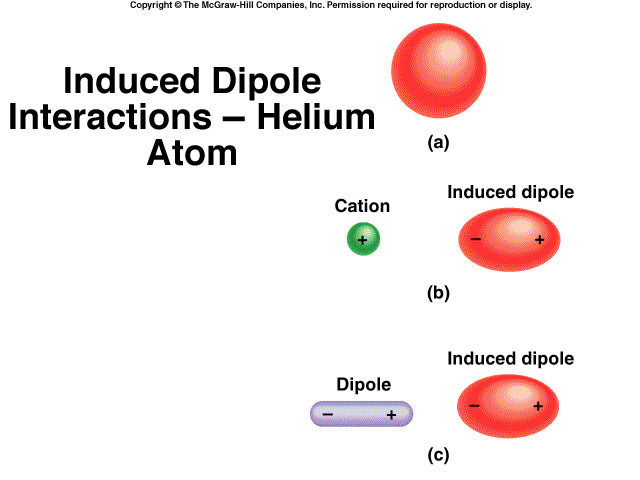 Copyright © The McGraw-Hill Companies, Inc. Permission required for reproduction or display.
Induced Dipole
Interactions – Helium
Atom
(a)
Induced dipole
Cation
+
– +
(b)
Induced dipole
Dipole
– +
– +
(c)